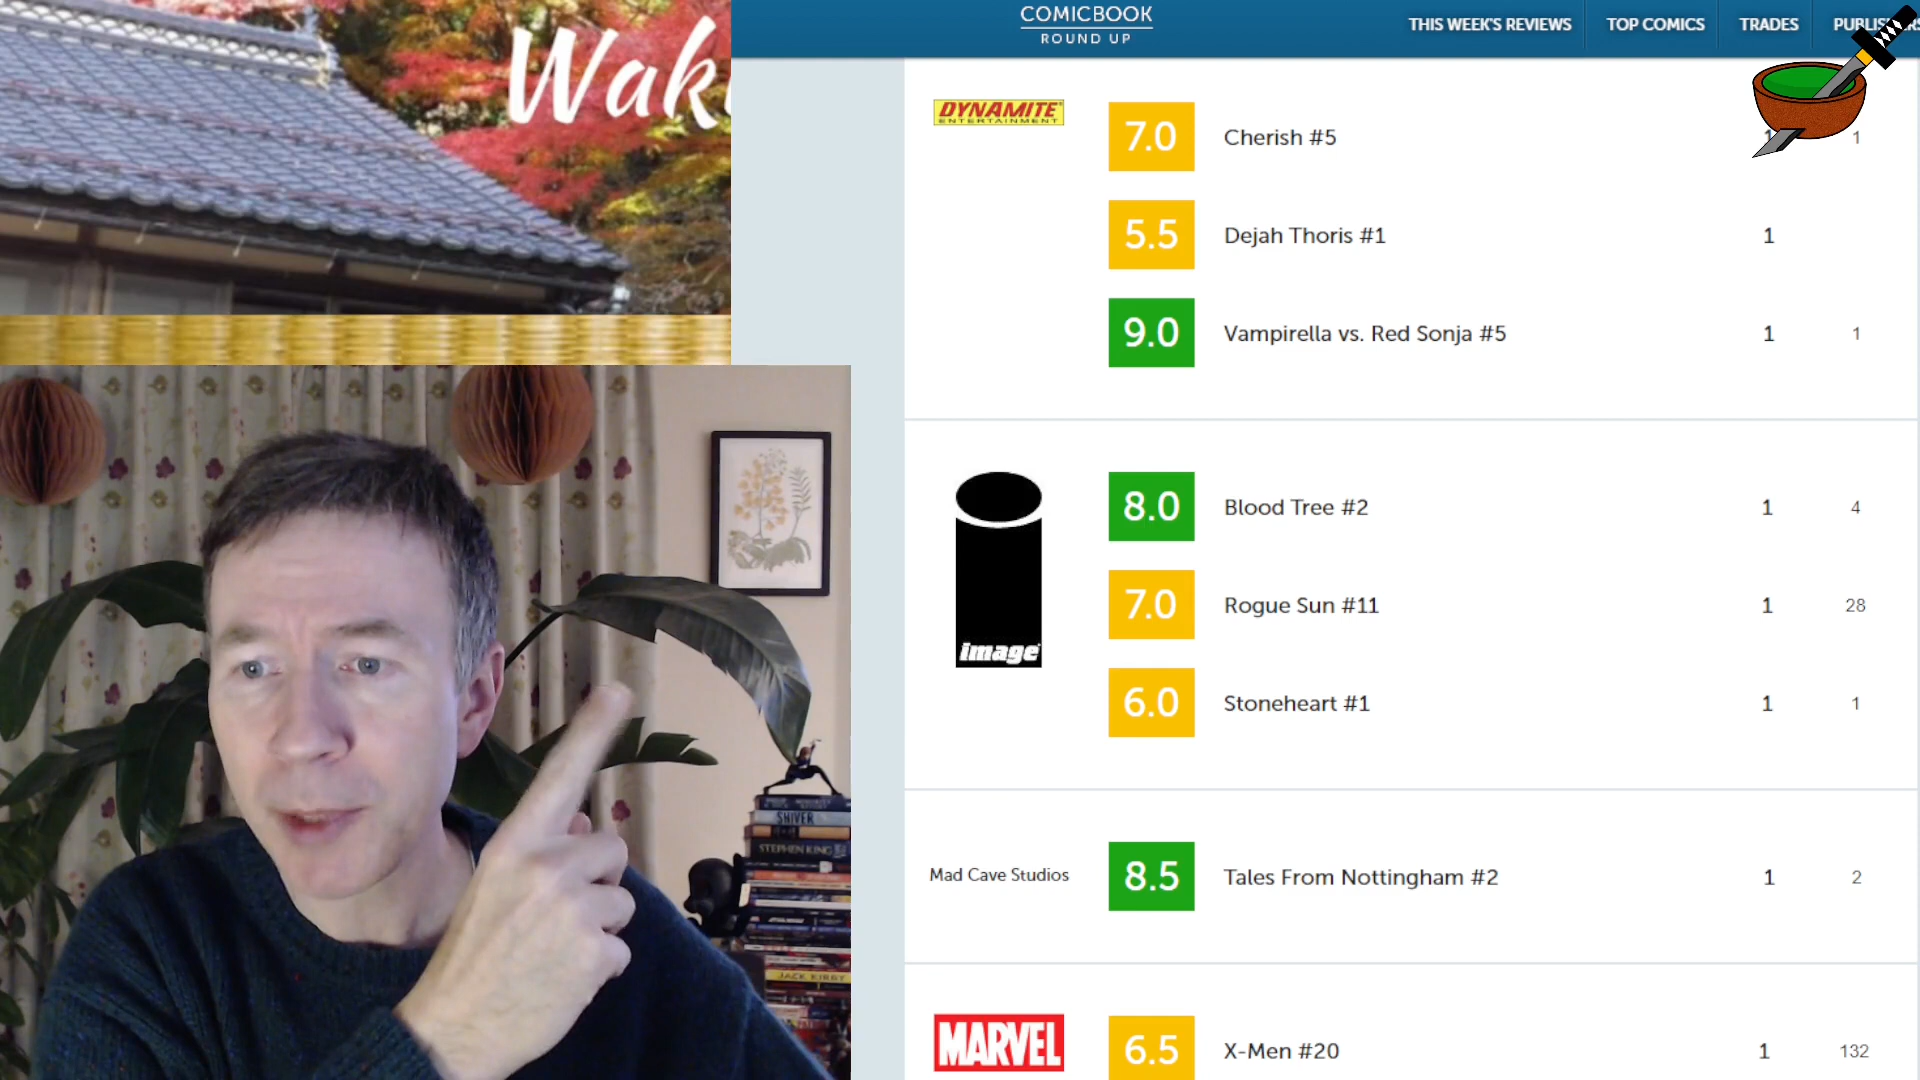 Wak
COMICBOOK
ROUND UP
THIS WEEK'S REVIEWS
TOP COMICS
TRADES
DYNAMITE
ENTERTAINMENT
7.0 Cherish #5 1
5.5 Dejah Thoris #1 1
9.0 Vampirella vs. Red Sonja #5 1 1
image
8.0 Blood Tree #2 1 4
7.0 Rogue Sun #11 1 28
6.0 Stoneheart #1 1 1
Mad Cave Studios
8.5 Tales From Nottingham #2 1 2
MARVEL
6.5 X-Men #20 1 132
SHIVER
STEPHEN KING
JACK KIRBY